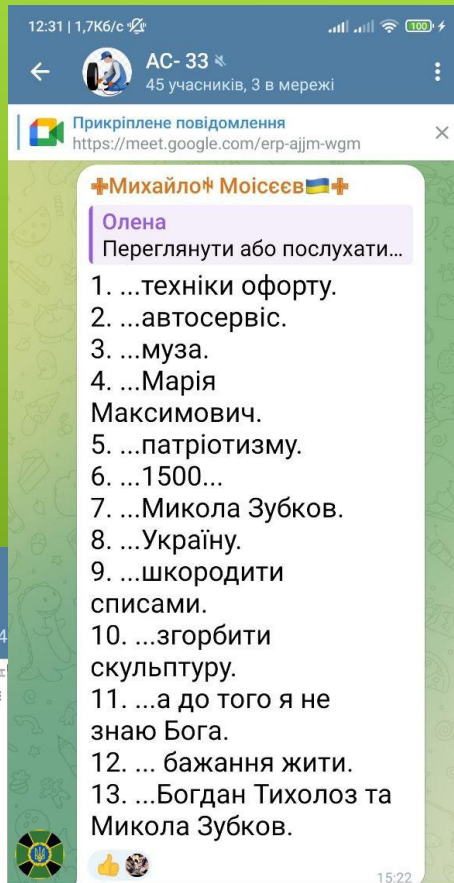 12:31 | 1,7Кб/с
100
АС- 33
45 учасників, 3 в мережі
Прикріплене повідомлення
https://meet.google.com/erp-ajjm-wgm
Михайло Моісєєв
Олена
Переглянути або послухати...
1. ...техніки офорту.
2. ...автосервіс.
3. ...муза.
4. ...Марія
Максимович.
5. ...патріотизму.
6. ...1500...
7. ...Микола Зубков.
8. ...Україну.
9. ...шкородити
списами.
10. ...згорбити
скульптуру.
11. ...а до того я не
знаю Бога.
12. ... бажання жити.
13. ...Богдан Тихолоз та
Микола Зубков.
15:22